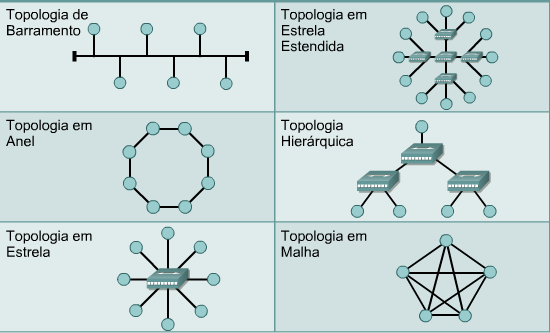 Topologia de
Barramento
Topologia em
Estrela
Estendida
Topologia em
Anel
Topologia
Hierárquica
Topologia em
Estrela
Topologia em
Malha